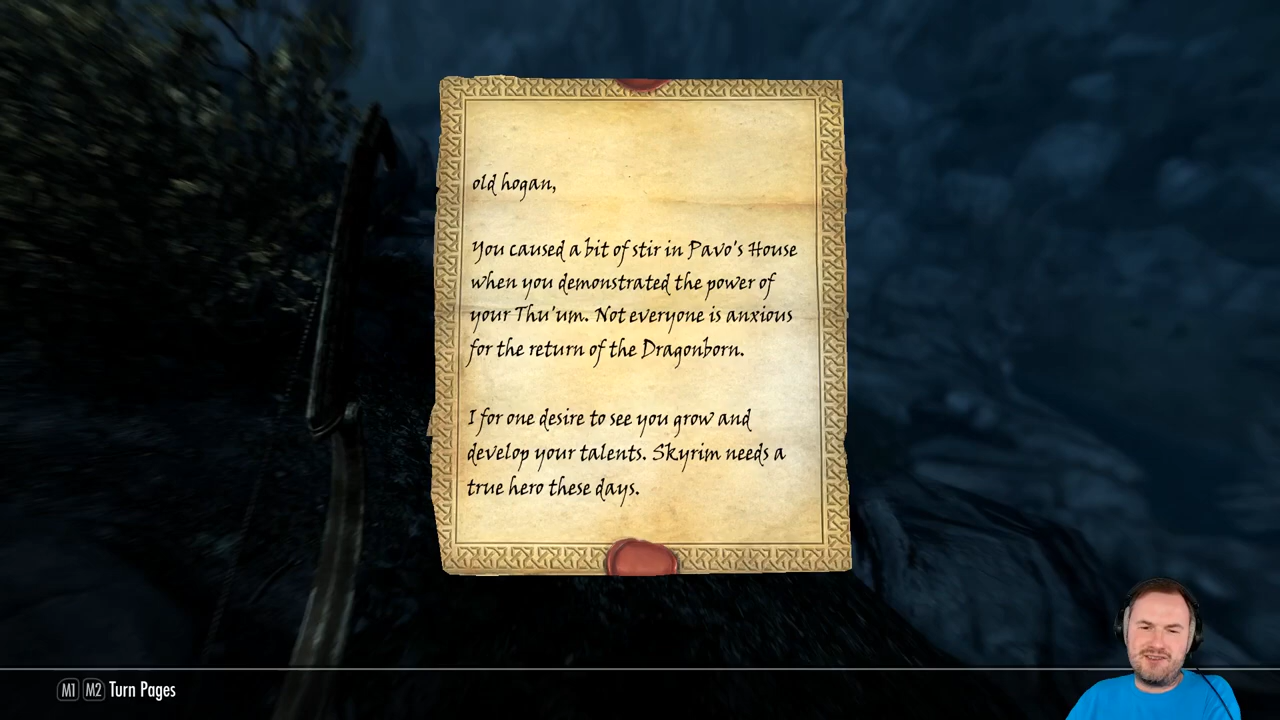 old hogan,
You caused a bit of stir in Pavo's House
when you demonstrated the power of
your Thu'um. Not everyone is anxious
for the return of the Dragonborn.
I for one desire to see you grow and
develop your talents. Skyrim needs a
true hero these days.
M1 M2 Turn Pages